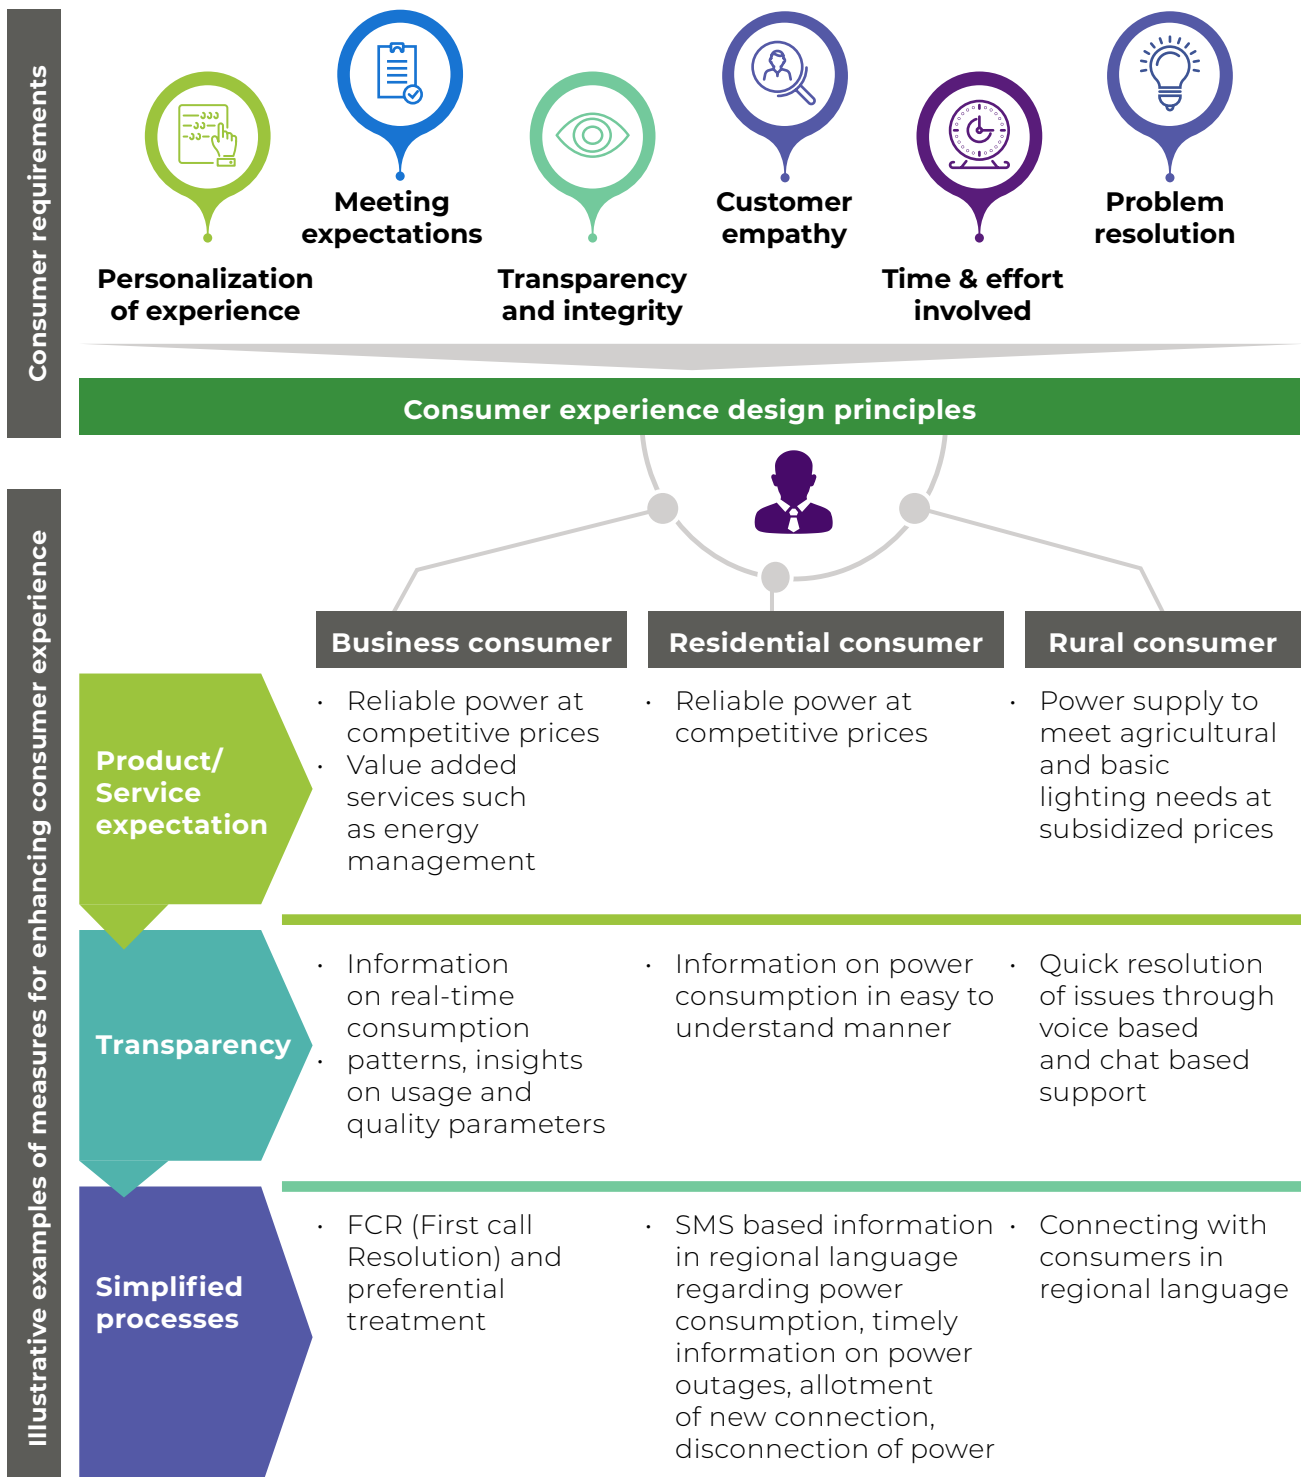 Consumer requirements
Meeting
expectations
Customer
empathy
Problem
resolution
Personalization
of experience
Transparency
and integrity
Time & effort
involved
Consumer experience design principles
Illustrative examples of measures for enhancing consumer experience
Business consumer
Residential consumer
Rural consumer
Product/
Service
expectation
• Reliable power at
competitive prices
• Value added
services such
as energy
management
• Reliable power at
competitive prices
• Power supply to
meet agricultural
and basic
lighting needs at
subsidized prices
Transparency
• Information
on real-time
consumption
• patterns, insights
on usage and
quality parameters
• Information on power
consumption in easy to
understand manner
• Quick resolution
of issues through
voice based
and chat based
support
Simplified
processes
• FCR (First call
Resolution) and
preferential
treatment
• SMS based information
in regional language
regarding power
consumption, timely
information on power
outages, allotment
of new connection,
disconnection of power
• Connecting with
consumers in
regional language